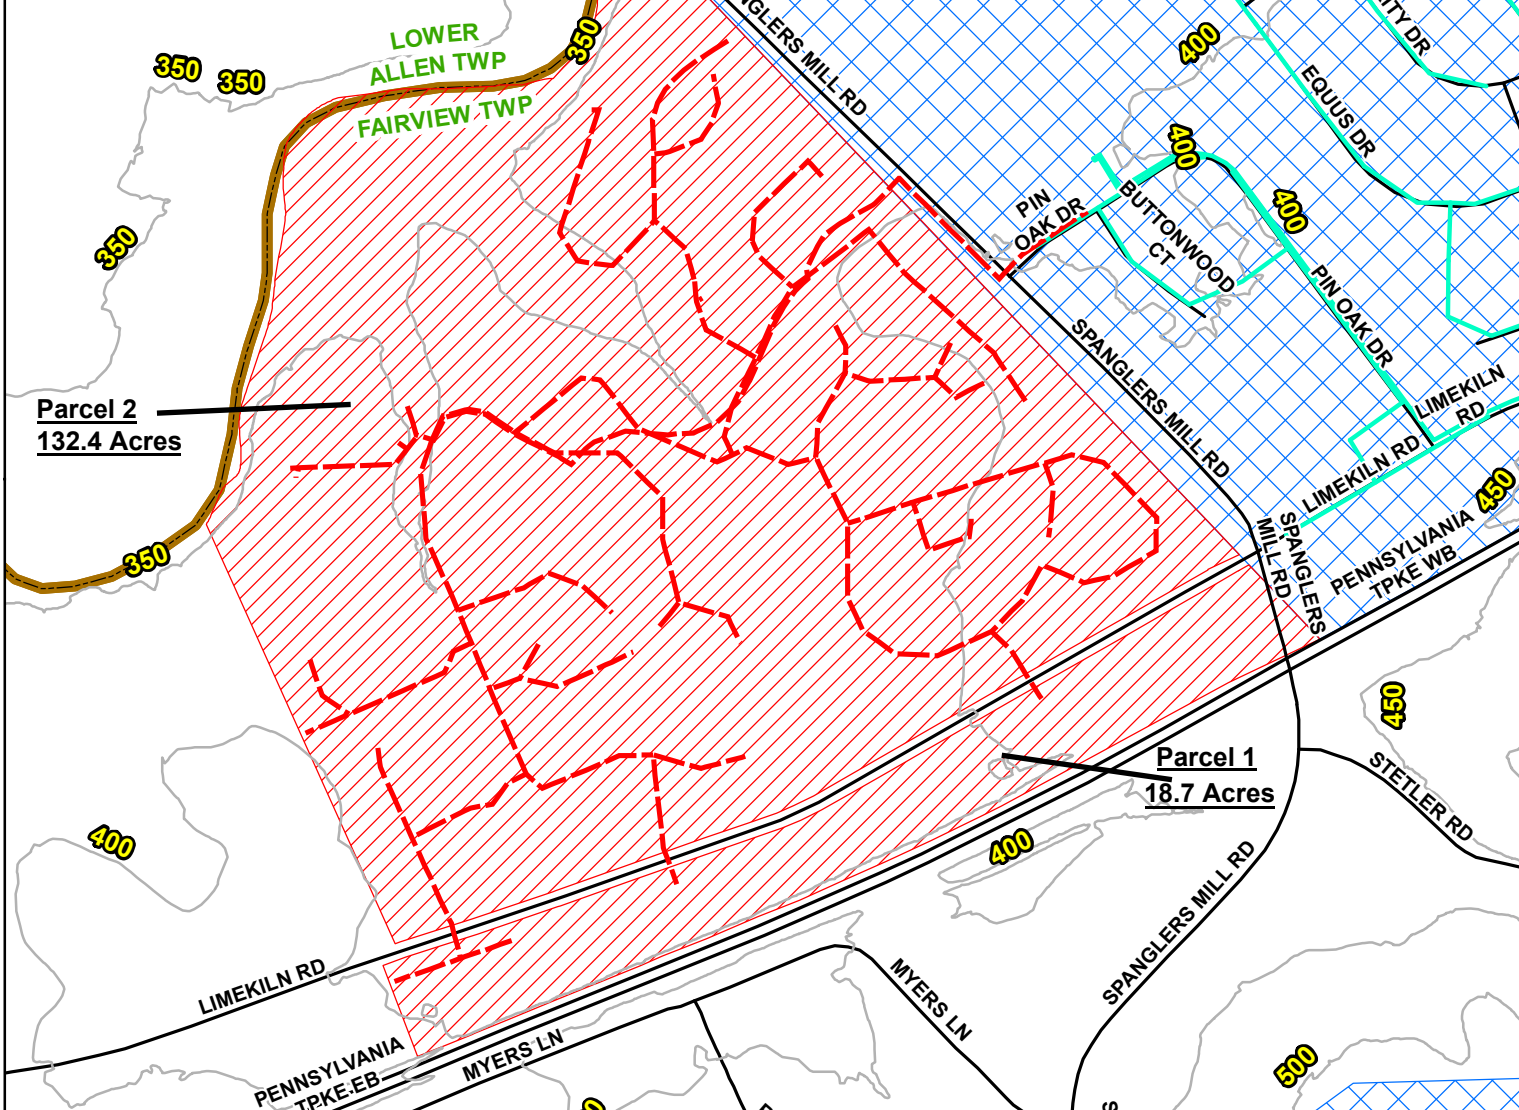 LOWER
ALLEN TWP
FAIRVIEW TWP
350
350
350
350
350
400
400
400
NGLERS MILL RD
ITY DR
EQUUS DR
PIN
OAK DR
BUTTONWOOD
CT
PIN OAK DR
SPANGLERS MILL RD
LIMEKILN
RD
LIMEKILN RD
450
PENNSYLVANIA
TPKE WB
SPANGLERS
MILL RD
Parcel 2
132.4 Acres
Parcel 1
18.7 Acres
450
STETLER RD
400
400
SPANGLERS MILL RD
LIMEKILN RD
PENNSYLVANIA
TPKE EB
MYERS LN
MYERS LN
500